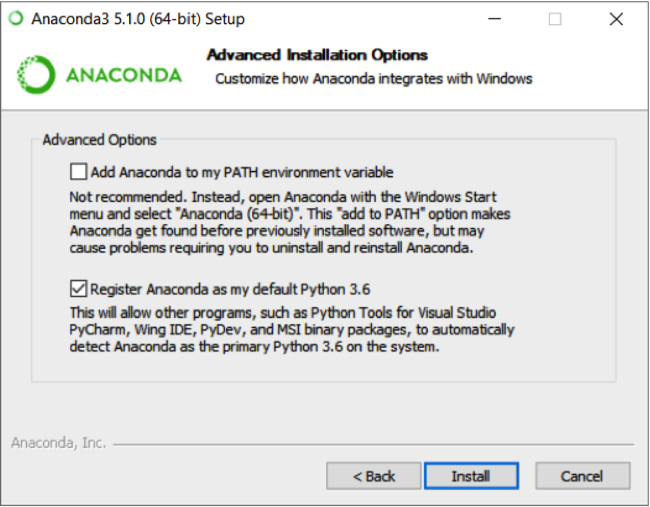 Anaconda3 5.1.0 (64-bit) Setup
ANACONDA
Advanced Installation Options
Customize how Anaconda integrates with Windows
Advanced Options
Add Anaconda to my PATH environment variable
Not recommended. Instead, open Anaconda with the Windows Start
menu and select "Anaconda (64-bit)". This "add to PATH" option makes
Anaconda get found before previously installed software, but may
cause problems requiring you to uninstall and reinstall Anaconda.
Register Anaconda as my default Python 3.6
This will allow other programs, such as Python Tools for Visual Studio
PyCharm, Wing IDE, PyDev, and MSI binary packages, to automatically
detect Anaconda as the primary Python 3.6 on the system.
Anaconda, Inc.
< Back
Install
Cancel